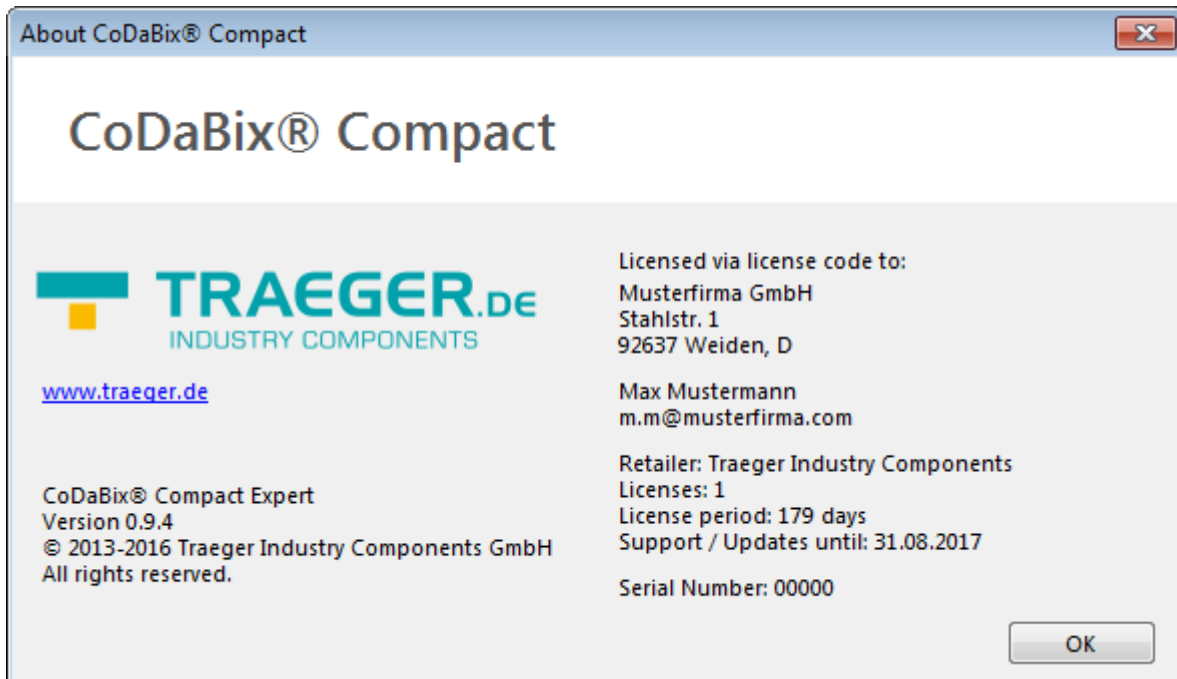 About CoDaBix® Compact
CoDaBix® Compact
TRAEGER.DE
INDUSTRY COMPONENTS
www.traeger.de
CoDaBix® Compact Expert
Version 0.9.4
© 2013-2016 Traeger Industry Components GmbH
All rights reserved.
Licensed via license code to:
Musterfirma GmbH
Stahlstr. 1
92637 Weiden, D
Max Mustermann
m.m@musterfirma.com
Retailer: Traeger Industry Components
Licenses: 1
License period: 179 days
Support / Updates until: 31.08.2017
Serial Number: 00000
OK